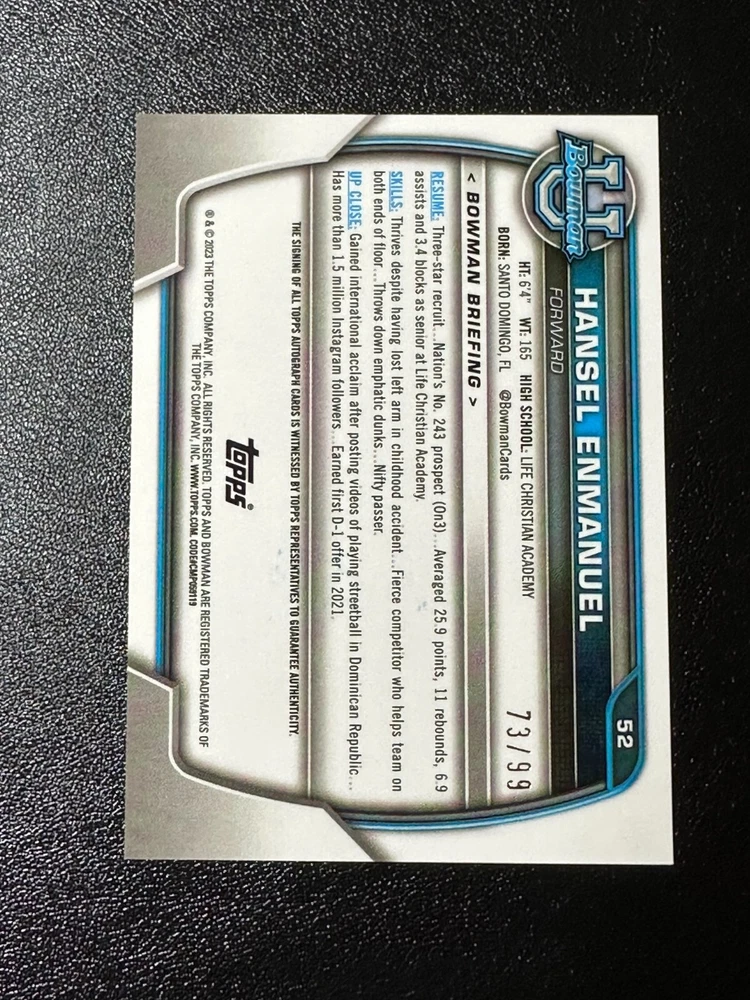 U
Bowman
52
HANSEL ENMANUEL
FORWARD
HT: 6'4" WT: 165 HIGH SCHOOL: LIFE CHRISTIAN ACADEMY
BORN: SANTO DOMINGO, FL @BowmanCards
73/99
< BOWMAN BRIEFING >
RESUME: Three-star recruit...Nation's No. 243 prospect (On3)...Averaged 25.9 points, 11 rebounds, 6.9
assists and 3.4 blocks as senior at Life Christian Academy.
SKILLS: Thrives despite having lost left arm in childhood accident...Fierce competitor who helps team on
both ends of floor...Throws down emphatic dunks...Nifty passer.
UP CLOSE: Gained international acclaim after posting videos of playing streetball in Dominican Republic...
Has more than 1.5 million Instagram followers...Earned first D-1 offer in 2021.
THE SIGNING OF ALL TOPPS AUTOGRAPH CARDS IS WITNESSED BY TOPPS REPRESENTATIVES TO GUARANTEE AUTHENTICITY.
topps®
® & © 2023 THE TOPPS COMPANY, INC. ALL RIGHTS RESERVED. TOPPS AND BOWMAN ARE REGISTERED TRADEMARKS OF
THE TOPPS COMPANY, INC. WWW.TOPPS.COM. CODE#CMP069119